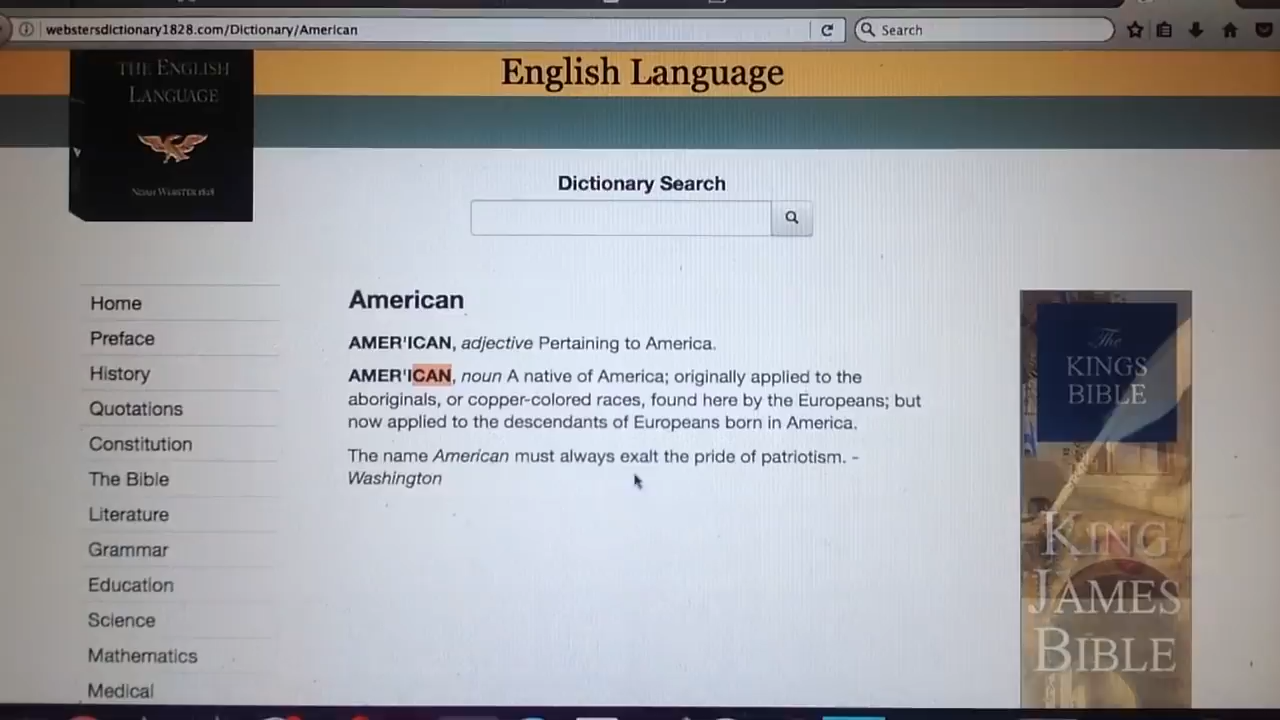 webstersdictionary1828.com/Dictionary/American
Search
THE ENGLISH
LANGUAGE
NOAH WEBSTER 1828
English Language
Dictionary Search
Home
Preface
History
Quotations
Constitution
The Bible
Literature
Grammar
Education
Science
Mathematics
Medical
American
AMER'ICAN, adjective Pertaining to America.
AMER'ICAN, noun A native of America; originally applied to the
aboriginals, or copper-colored races, found here by the Europeans; but
now applied to the descendants of Europeans born in America.
The name American must always exalt the pride of patriotism. -
Washington
The
KINGS
BIBLE
KING
JAMES
BIBLE